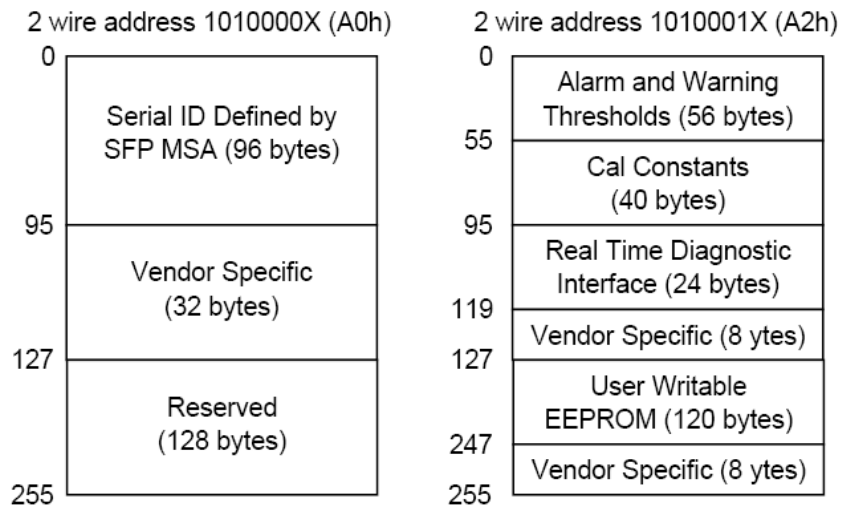 2 wire address 1010000X (A0h)
0
Serial ID Defined by
SFP MSA (96 bytes)
95
Vendor Specific
(32 bytes)
127
Reserved
(128 bytes)
255
2 wire address 1010001X (A2h)
0
Alarm and Warning
Thresholds (56 bytes)
55
Cal Constants
(40 bytes)
95
Real Time Diagnostic
Interface (24 bytes)
119
Vendor Specific (8 ytes)
127
User Writable
EEPROM (120 bytes)
247
Vendor Specific (8 ytes)
255